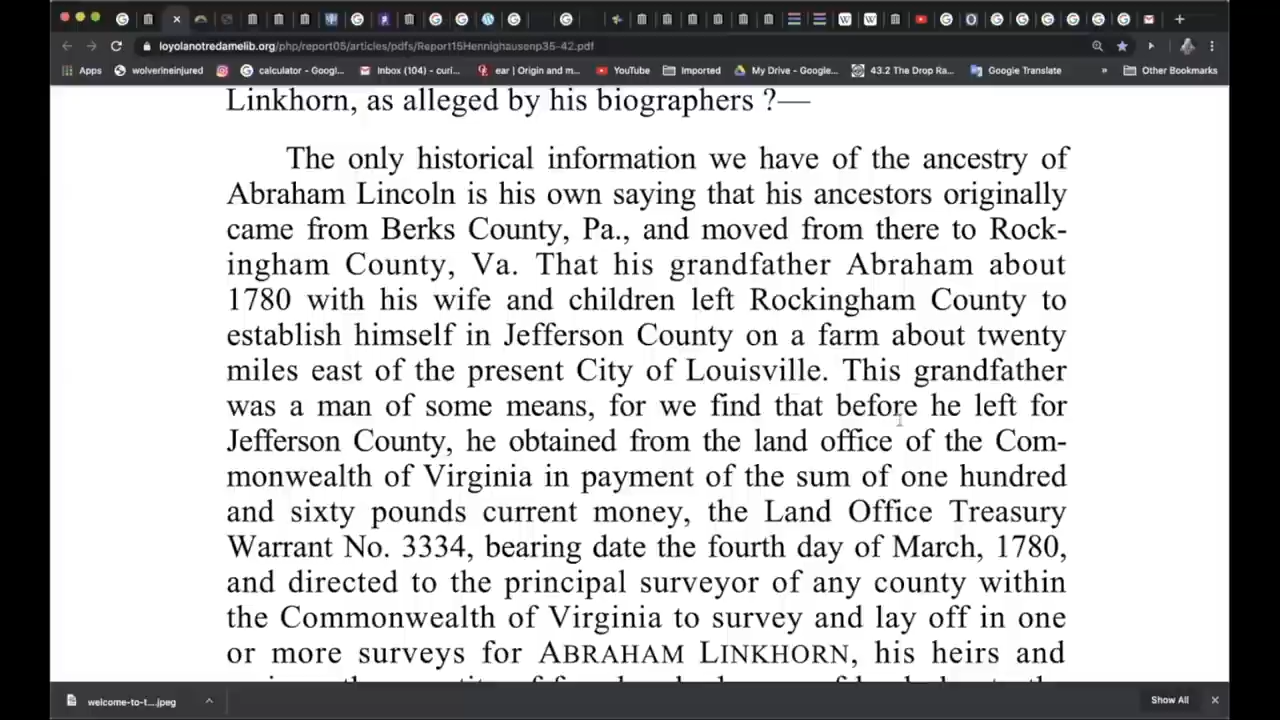 loyolanotredamelib.org/php/report05/articles/pdfs/Report15Hennighausenp35-42.pdf
Apps wolverineinjured calculator - Googl... Inbox (104) - curi... ear | Origin and m... YouTube Imported My Drive - Google... 43.2 The Drop Ra... Google Translate » Other Bookmarks
Linkhorn, as alleged by his biographers ?—
The only historical information we have of the ancestry of
Abraham Lincoln is his own saying that his ancestors originally
came from Berks County, Pa., and moved from there to Rock-
ingham County, Va. That his grandfather Abraham about
1780 with his wife and children left Rockingham County to
establish himself in Jefferson County on a farm about twenty
miles east of the present City of Louisville. This grandfather
was a man of some means, for we find that before he left for
Jefferson County, he obtained from the land office of the Com-
monwealth of Virginia in payment of the sum of one hundred
and sixty pounds current money, the Land Office Treasury
Warrant No. 3334, bearing date the fourth day of March, 1780,
and directed to the principal surveyor of any county within
the Commonwealth of Virginia to survey and lay off in one
or more surveys for ABRAHAM LINKHORN, his heirs and
welcome-to-t....jpeg Show All